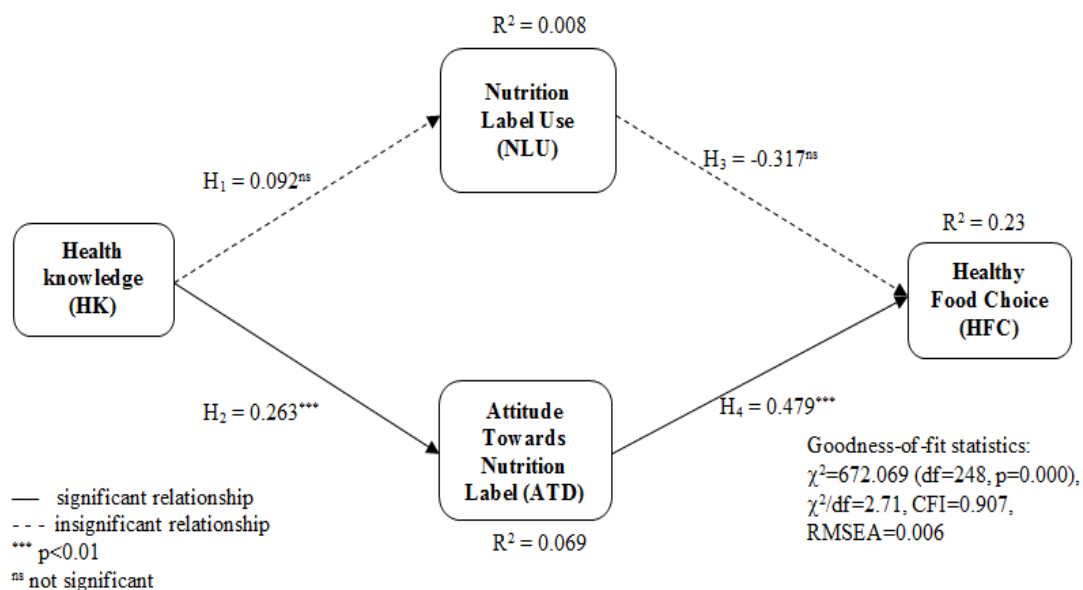 R² = 0.008
Nutrition
Label Use
(NLU)
H₁ = 0.092ⁿˢ
H₃ = -0.317ⁿˢ
R² = 0.23
Health
knowledge
(HK)
Healthy
Food Choice
(HFC)
H₂ = 0.263***
Attitude
Towards
Nutrition
Label (ATD)
H₄ = 0.479***
R² = 0.069
Goodness-of-fit statistics:
χ²=672.069 (df=248, p=0.000),
χ²/df=2.71, CFI=0.907,
RMSEA=0.006
— significant relationship
- - - insignificant relationship
*** p<0.01
ⁿˢ not significant